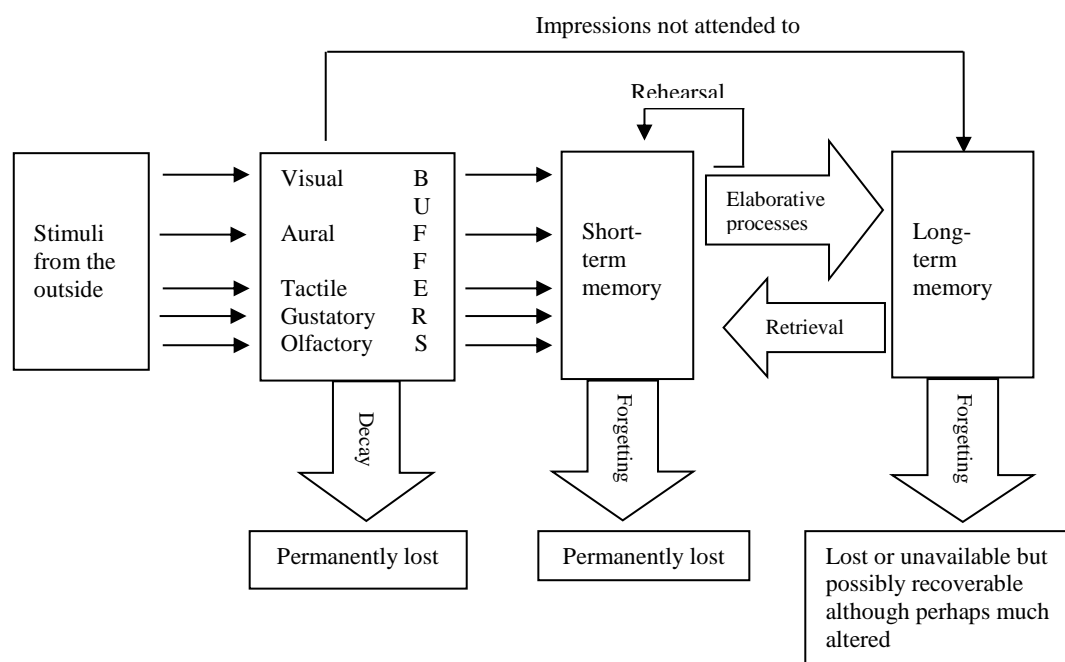 Impressions not attended to
Rehearsal
Stimuli
from the
outside
Visual
Aural
Tactile
Gustatory
Olfactory
B
U
F
F
E
R
S
Short-
term
memory
Elaborative
processes
Retrieval
Long-
term
memory
Decay
Forgetting
Forgetting
Permanently lost
Permanently lost
Lost or unavailable but
possibly recoverable
although perhaps much
altered